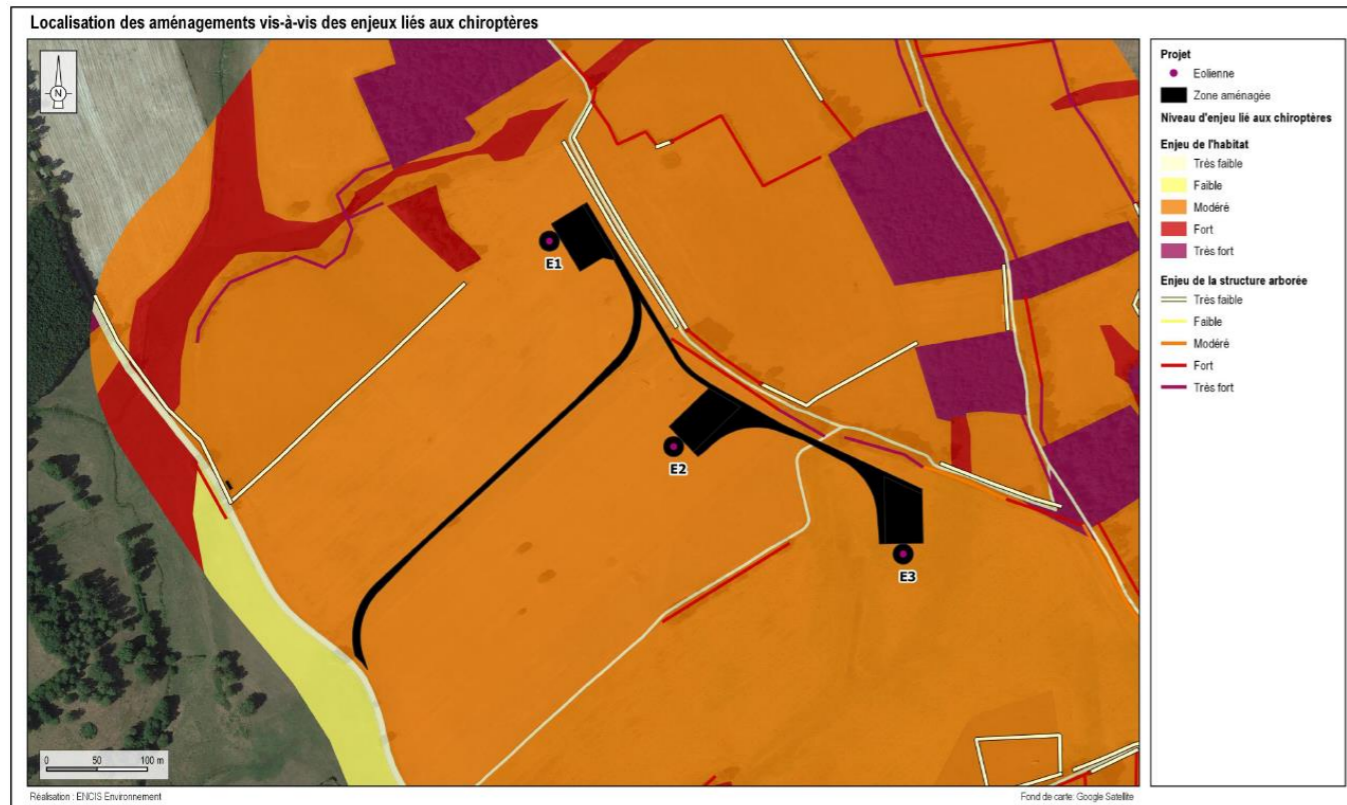 Localisation des aménagements vis-à-vis des enjeux liés aux chiroptères
N
E1
E2
E3
0 50 100 m
Projet
Eolienne
Zone aménagée
Niveau d'enjeu lié aux chiroptères
Enjeu de l'habitat
Très faible
Faible
Modéré
Fort
Très fort
Enjeu de la structure arborée
Très faible
Faible
Modéré
Fort
Très fort
Réalisation : ENCIS Environnement
Fond de carte: Google Satellite